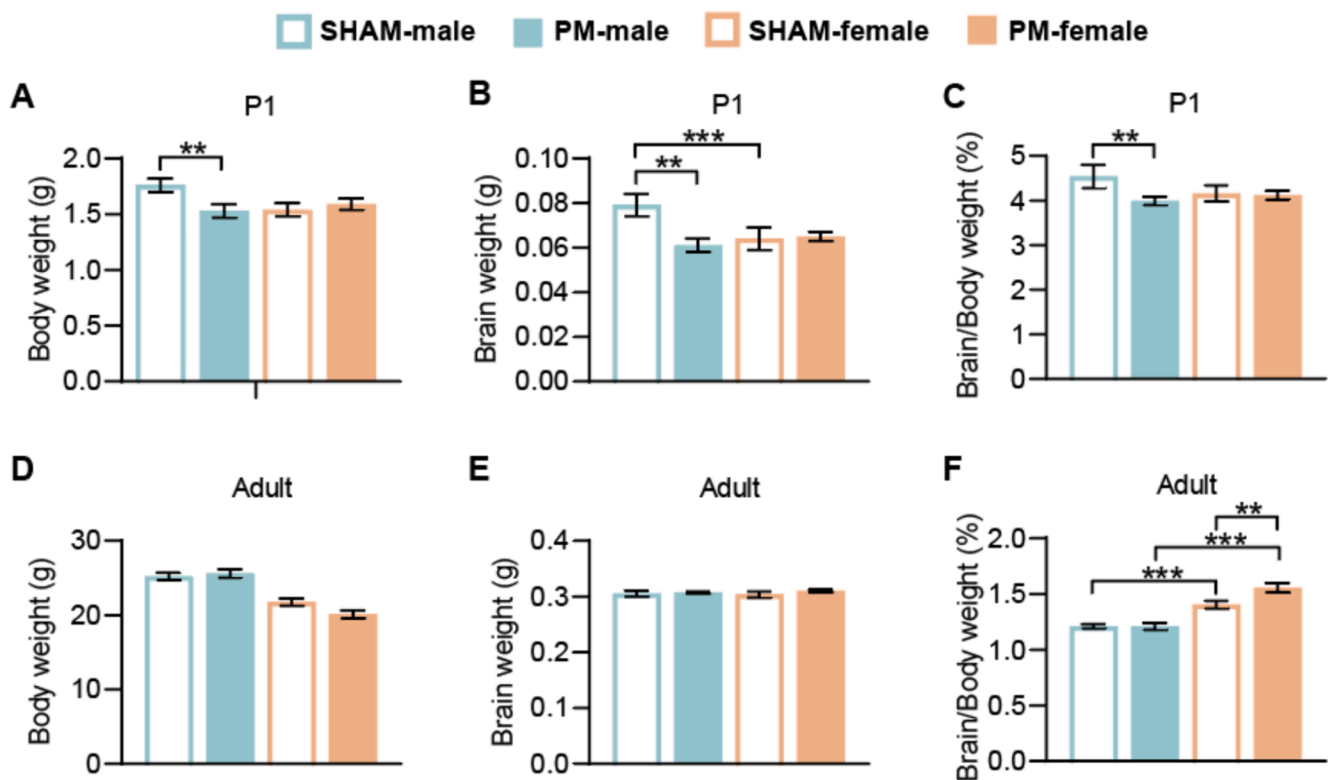 SHAM-male PM-male SHAM-female PM-female
A
P1
Body weight (g)
2.0
1.5
1.0
0.5
0.0
**
B
P1
Brain weight (g)
0.10
0.08
0.06
0.04
0.02
0.00
***
**
C
P1
Brain/Body weight (%)
5
4
3
2
1
0
**
D
Adult
Body weight (g)
30
20
10
0
E
Adult
Brain weight (g)
0.4
0.3
0.2
0.1
0.0
F
Adult
Brain/Body weight (%)
2.0
1.5
1.0
0.5
0.0
**
***
***